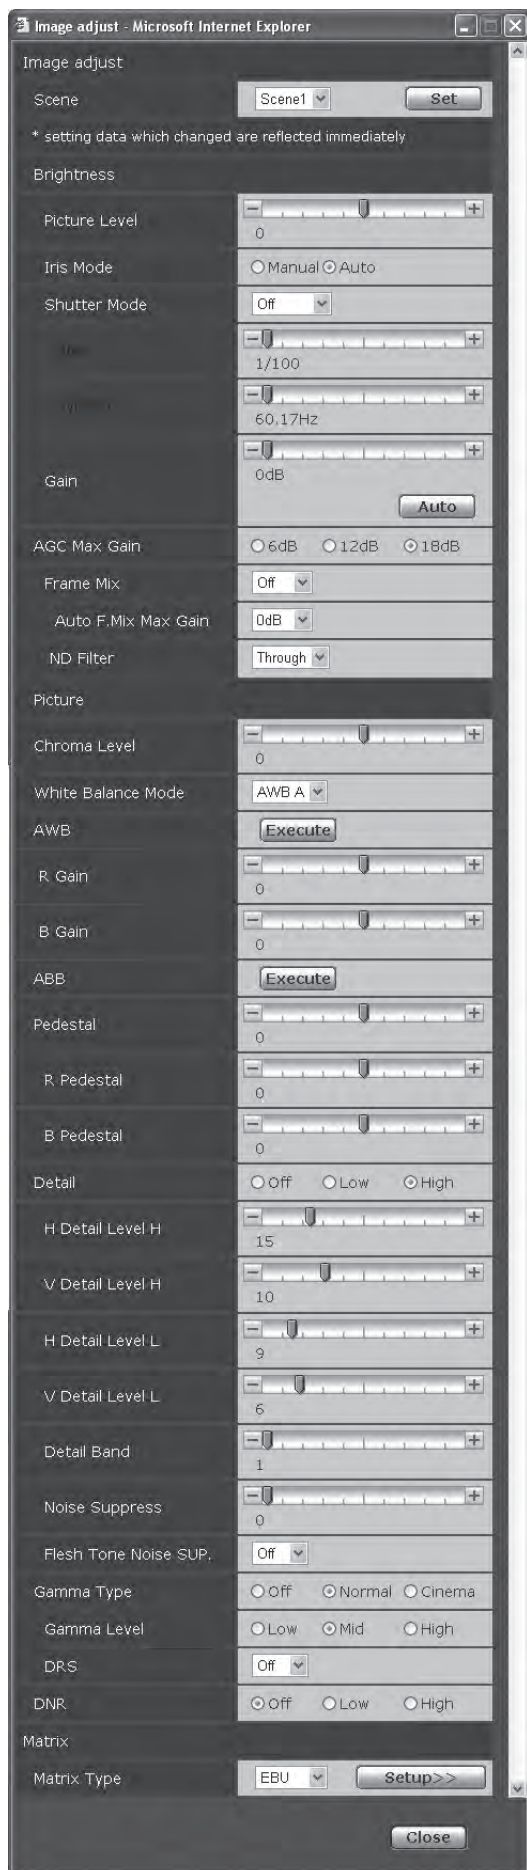 Image adjust - Microsoft Internet Explorer
Image adjust
Scene Scene1 Set
* setting data which changed are reflected immediately
Brightness
Picture Level
0
Iris Mode Manual Auto
Shutter Mode Off
1/100
60.17Hz
Gain
0dB
Auto
AGC Max Gain 6dB 12dB 18dB
Frame Mix Off
Auto F.Mix Max Gain 0dB
ND Filter Through
Picture
Chroma Level
0
White Balance Mode AWB A
AWB Execute
R Gain
0
B Gain
0
ABB Execute
Pedestal
0
R Pedestal
0
B Pedestal
0
Detail Off Low High
H Detail Level H
15
V Detail Level H
10
H Detail Level L
9
V Detail Level L
6
Detail Band
1
Noise Suppress
0
Flesh Tone Noise SUP. Off
Gamma Type Off Normal Cinema
Gamma Level Low Mid High
DRS Off
DNR Off Low High
Matrix
Matrix Type EBU Setup>>
Close